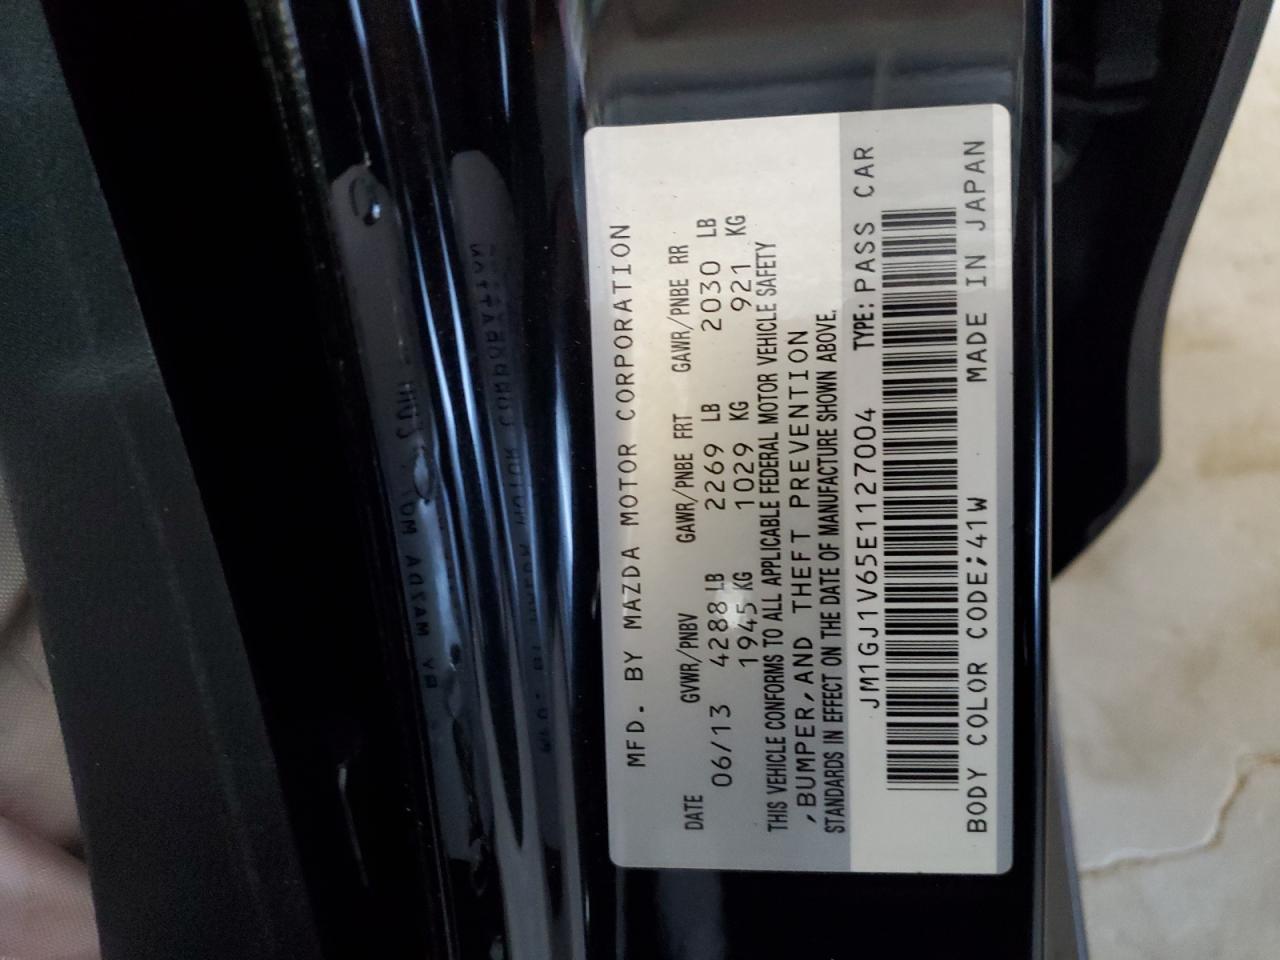 MFD. BY MAZDA MOTOR CORPORATION
DATE GVWR/PNBV GAWR/PNBE FRT GAWR/PNBE RR
06/13 4288 LB 2269 LB 2030 LB
1945 KG 1029 KG 921 KG
THIS VEHICLE CONFORMS TO ALL APPLICABLE FEDERAL MOTOR VEHICLE SAFETY
,BUMPER,AND THEFT PREVENTION
STANDARDS IN EFFECT ON THE DATE OF MANUFACTURE SHOWN ABOVE.
JM1GJ1V65E1127004 TYPE:PASS CAR
BODY COLOR CODE;41W MADE IN JAPAN